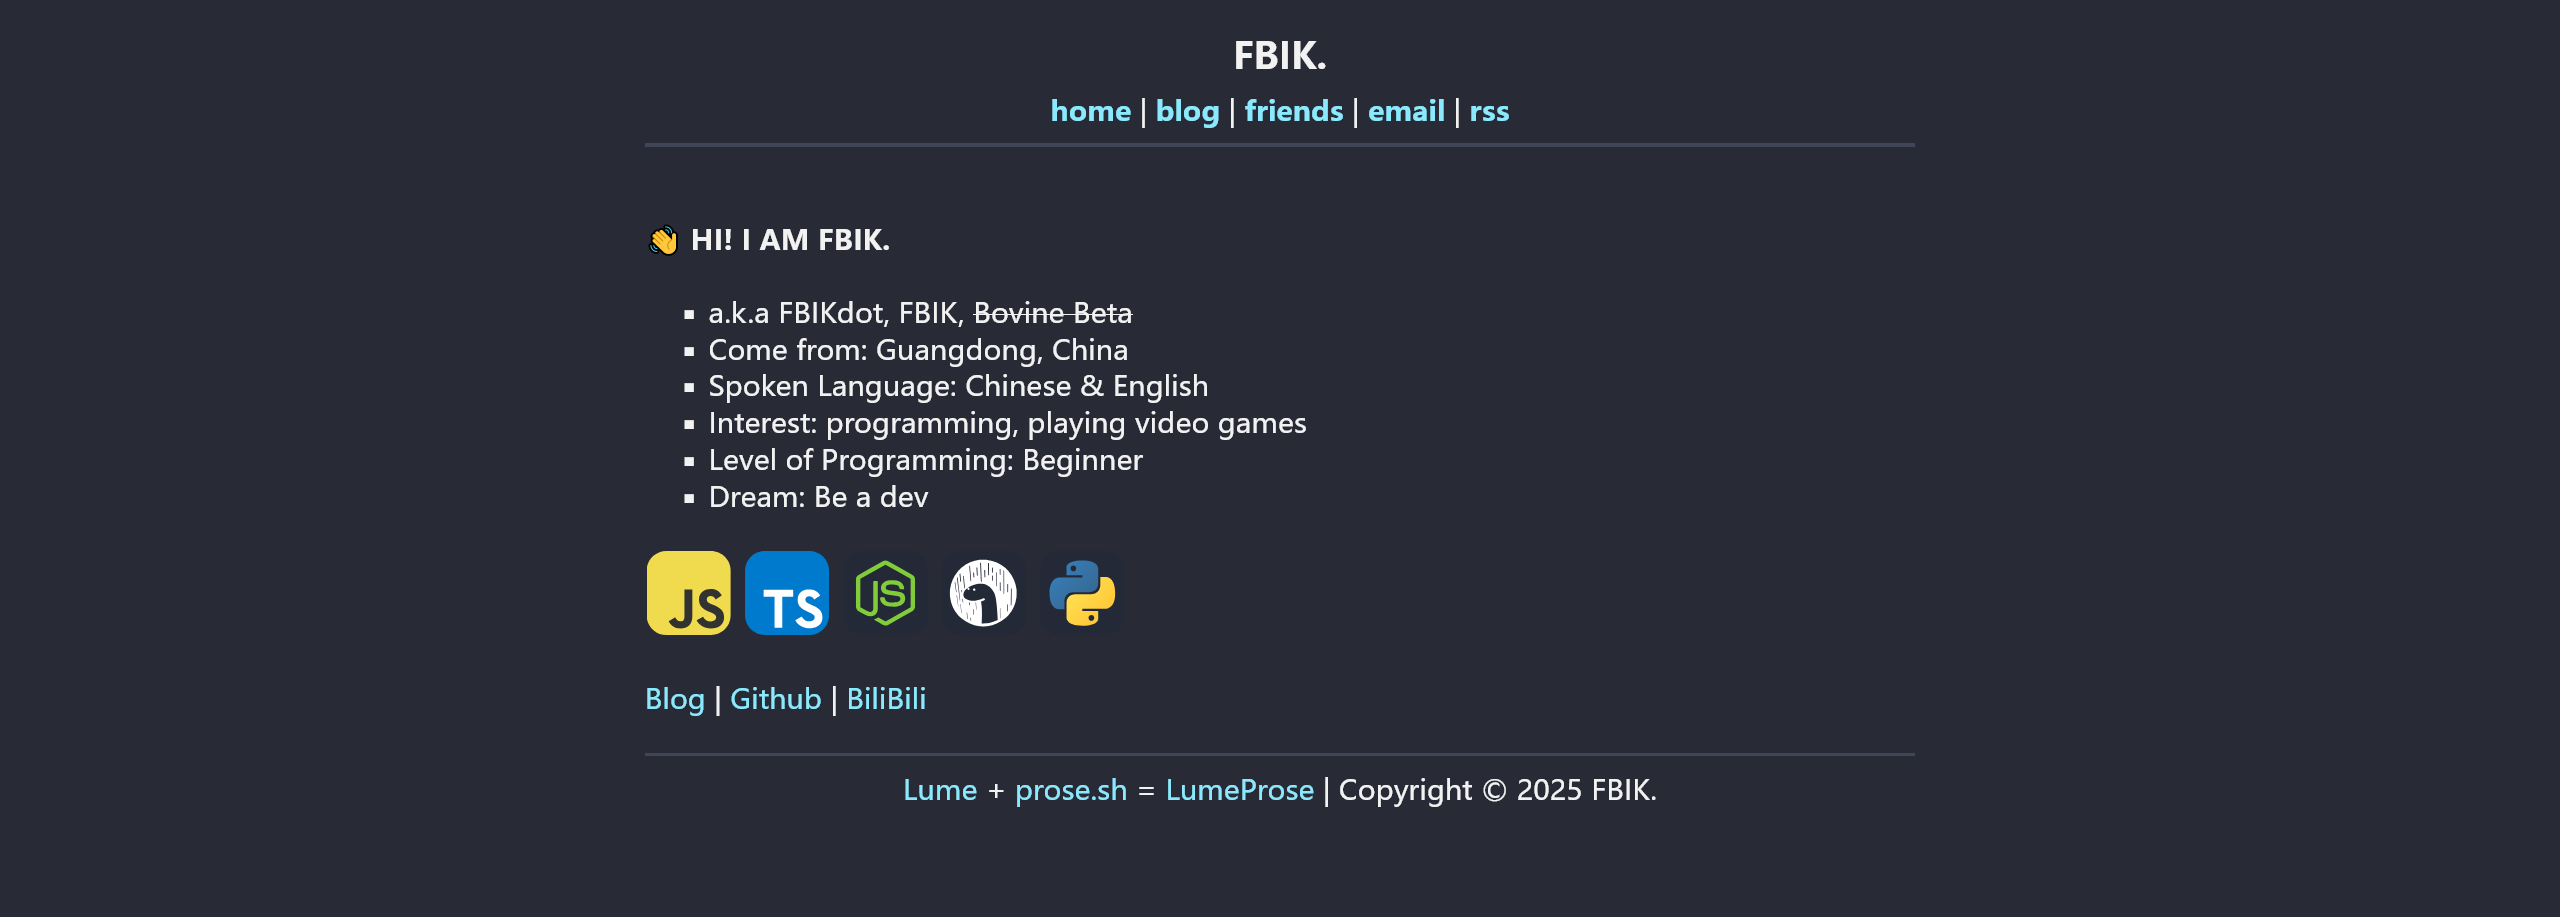 FBIK.
home | blog | friends | email | rss
👋 HI! I AM FBIK.
▪ a.k.a FBIKdot, FBIK, Bovine Beta
▪ Come from: Guangdong, China
▪ Spoken Language: Chinese & English
▪ Interest: programming, playing video games
▪ Level of Programming: Beginner
▪ Dream: Be a dev
JS TS JS
Blog | Github | BiliBili
Lume + prose.sh = LumeProse | Copyright © 2025 FBIK.